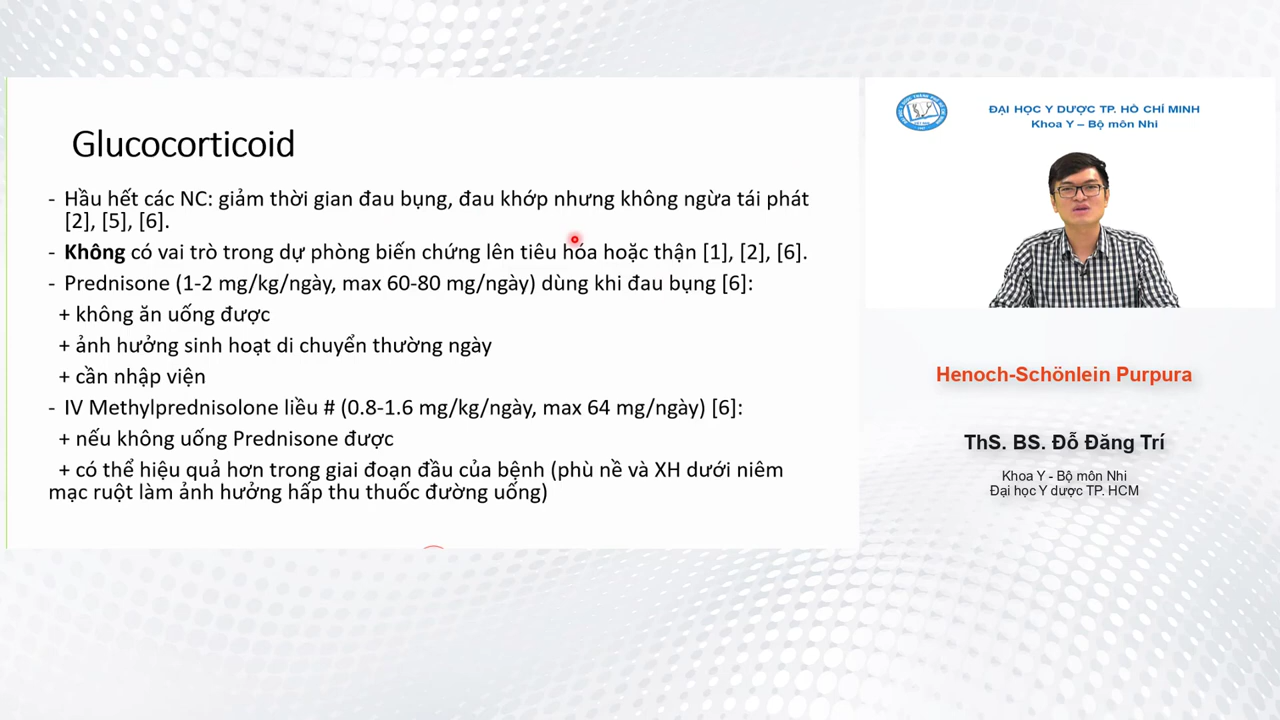 Glucocorticoid
- Hầu hết các NC: giảm thời gian đau bụng, đau khớp nhưng không ngừa tái phát
[2], [5], [6].
- Không có vai trò trong dự phòng biến chứng lên tiêu hóa hoặc thận [1], [2], [6].
- Prednisone (1-2 mg/kg/ngày, max 60-80 mg/ngày) dùng khi đau bụng [6]:
+ không ăn uống được
+ ảnh hưởng sinh hoạt di chuyển thường ngày
+ cần nhập viện
- IV Methylprednisolone liều # (0.8-1.6 mg/kg/ngày, max 64 mg/ngày) [6]:
+ nếu không uống Prednisone được
+ có thể hiệu quả hơn trong giai đoạn đầu của bệnh (phù nề và XH dưới niêm
mạc ruột làm ảnh hưởng hấp thu thuốc đường uống)
ĐẠI HỌC Y DƯỢC TP. HỒ CHÍ MINH
Khoa Y – Bộ môn Nhi
Henoch-Schönlein Purpura
ThS. BS. Đỗ Đăng Trí
Khoa Y - Bộ môn Nhi
Đại học Y dược TP. HCM